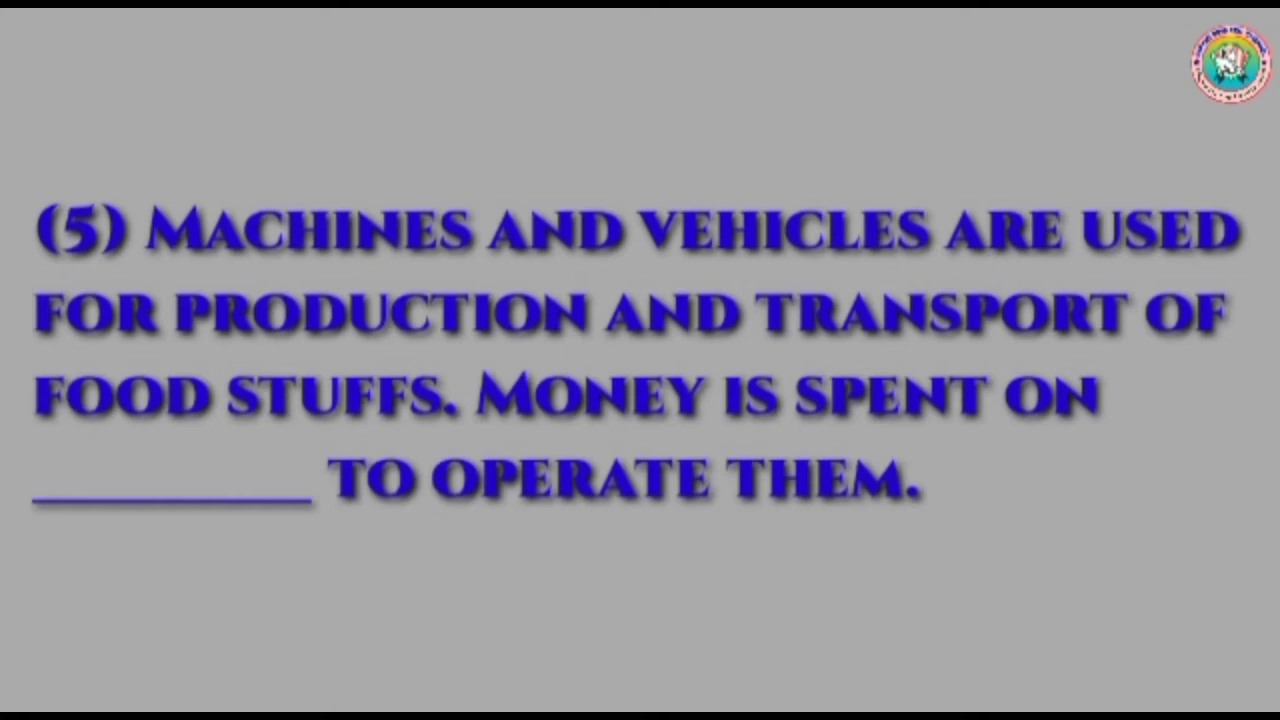 (5) Machines and vehicles are used
for production and transport of
food stuffs. Money is spent on
__________ to operate them.